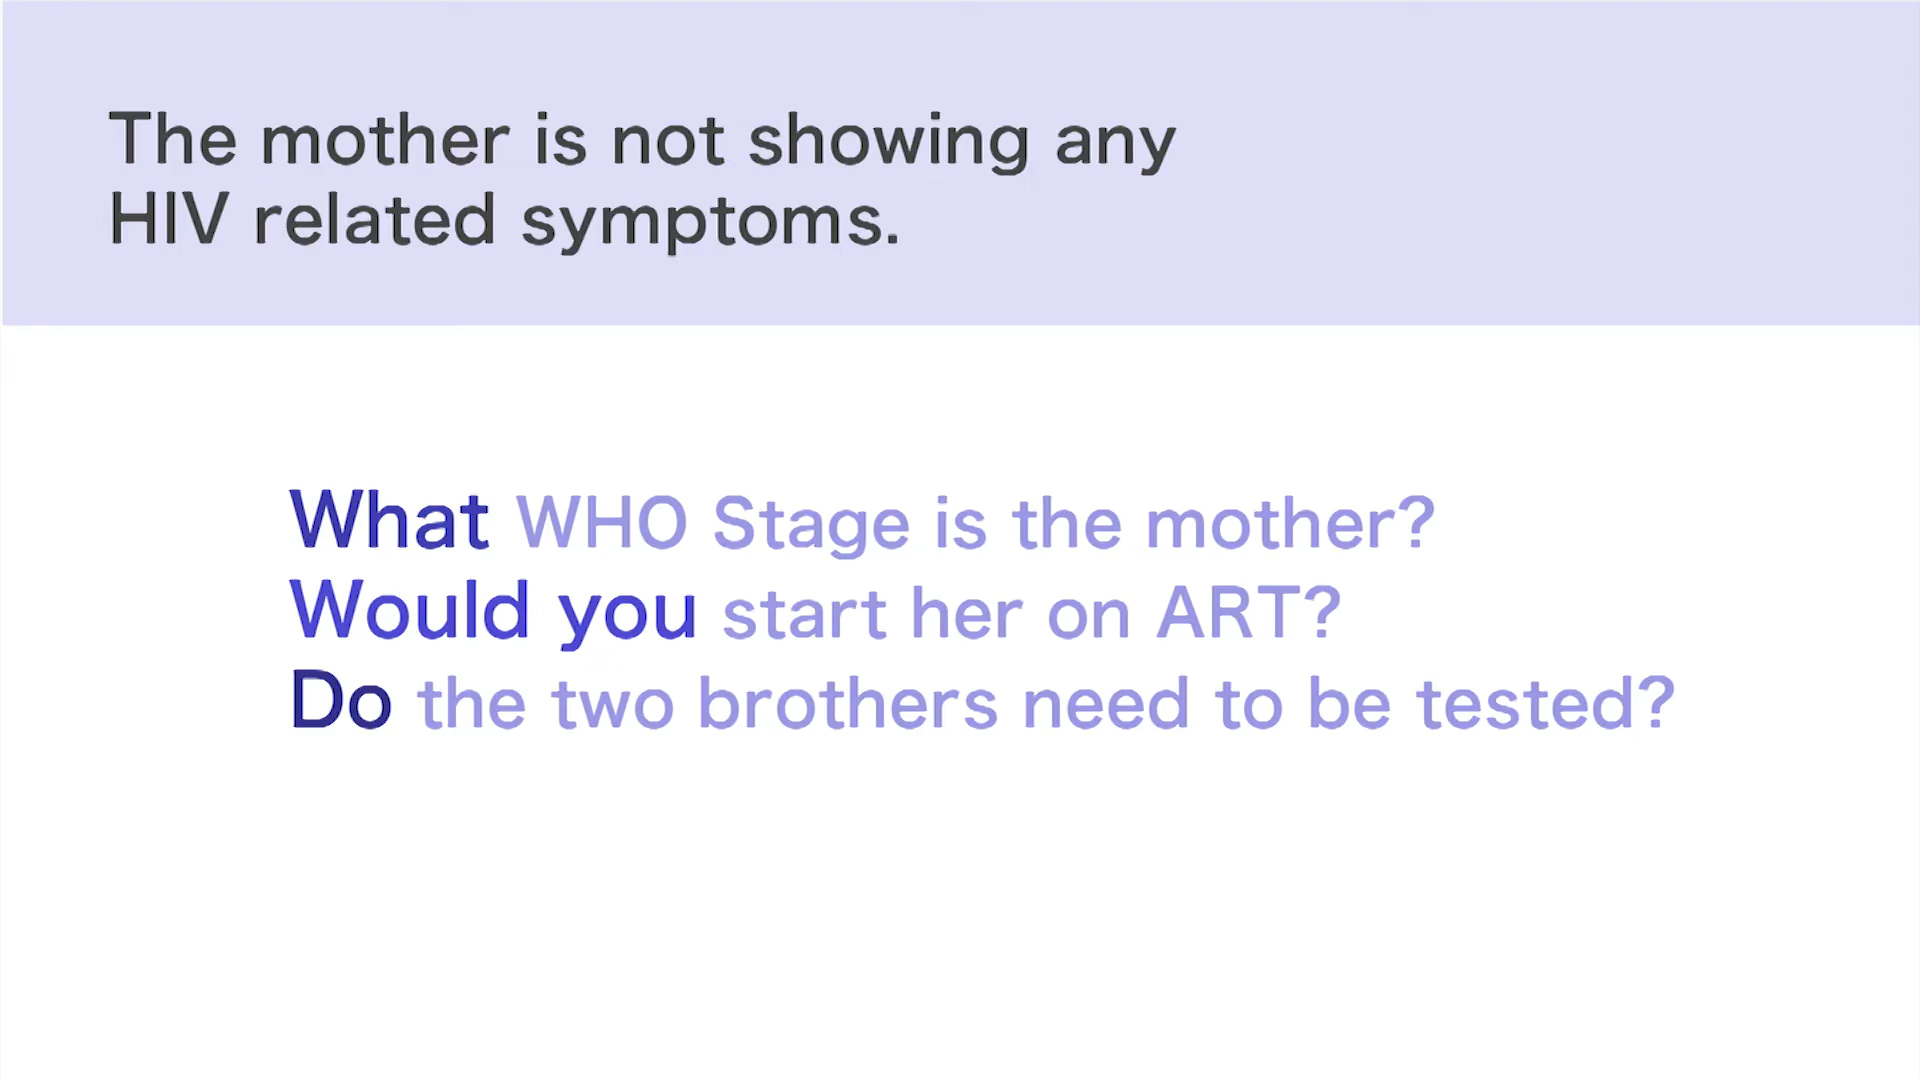 The mother is not showing any
HIV related symptoms.
What WHO Stage is the mother?
Would you start her on ART?
Do the two brothers need to be tested?